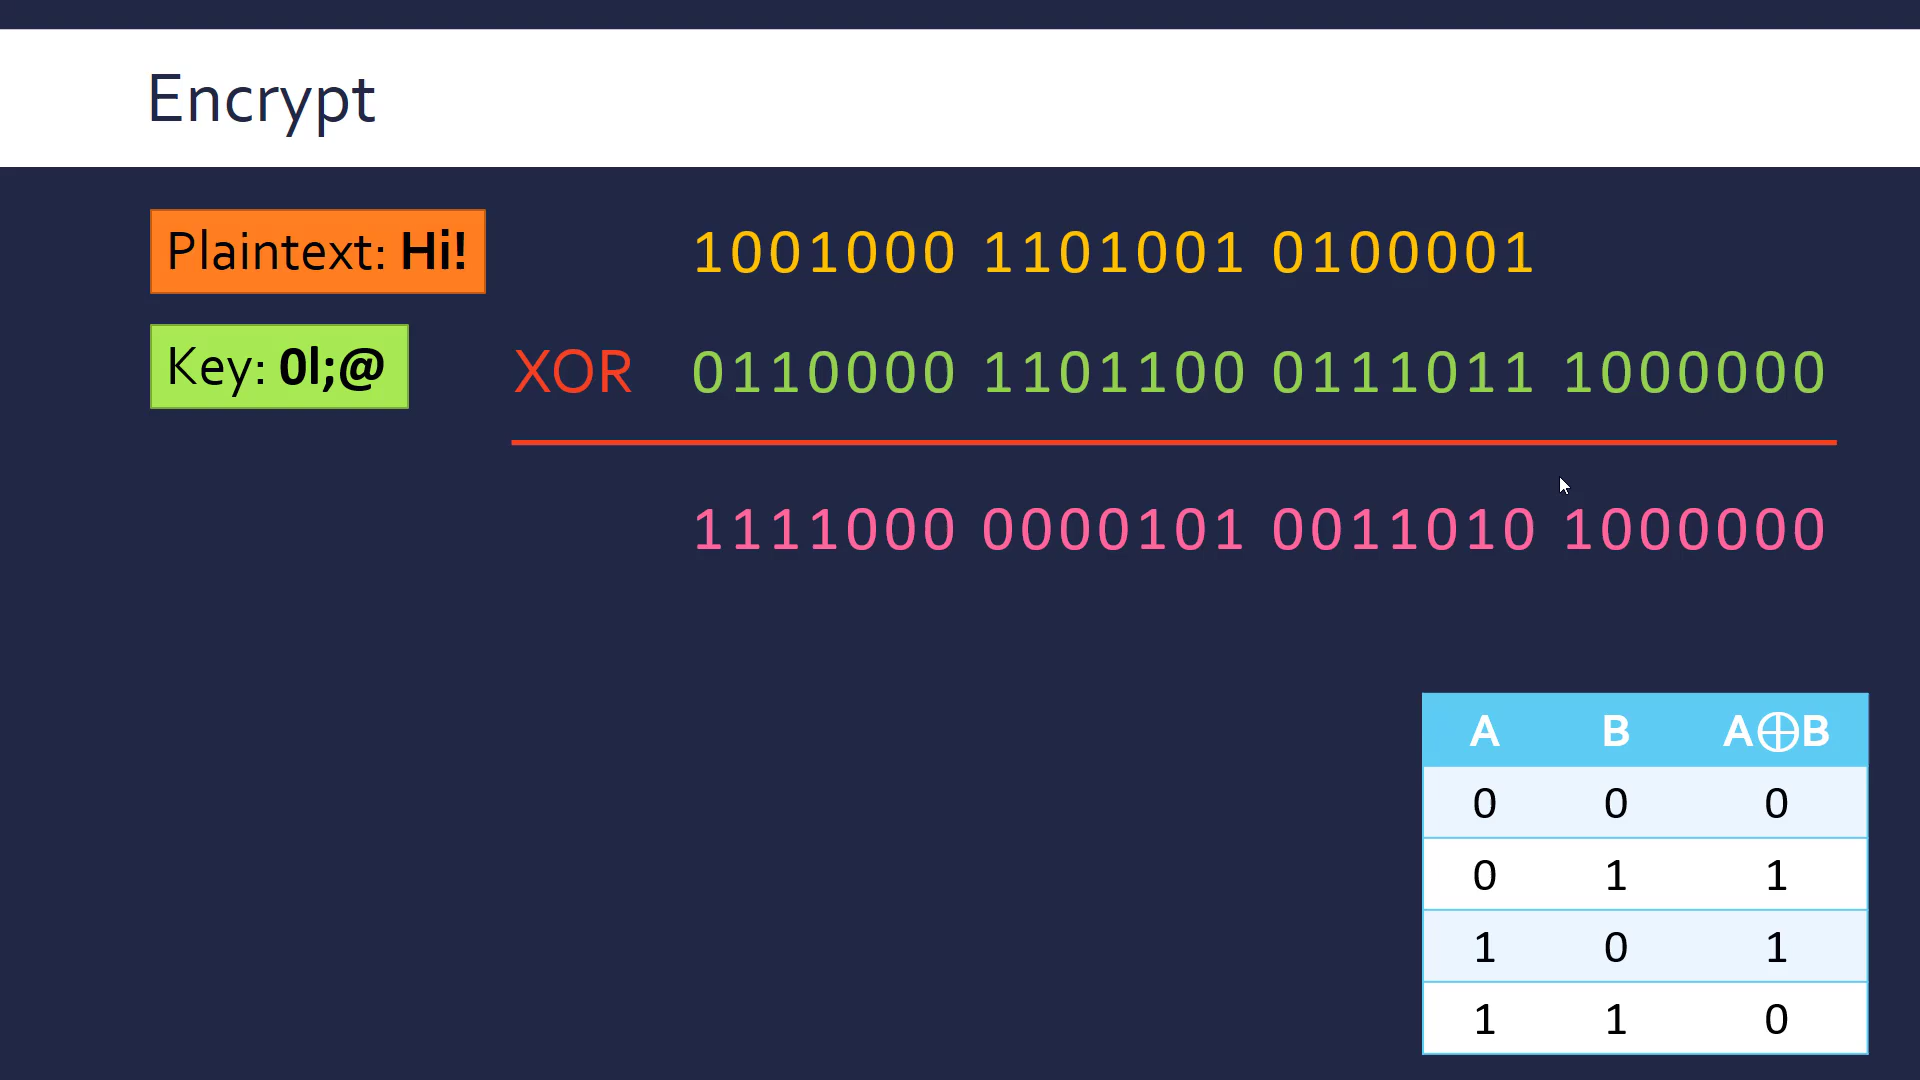 Encrypt
Plaintext: Hi!
1001000 1101001 0100001
Key: 0l;@
XOR 0110000 1101100 0111011 1000000
1111000 0000101 0011010 1000000
A B A⨁B
0 0 0
0 1 1
1 0 1
1 1 0